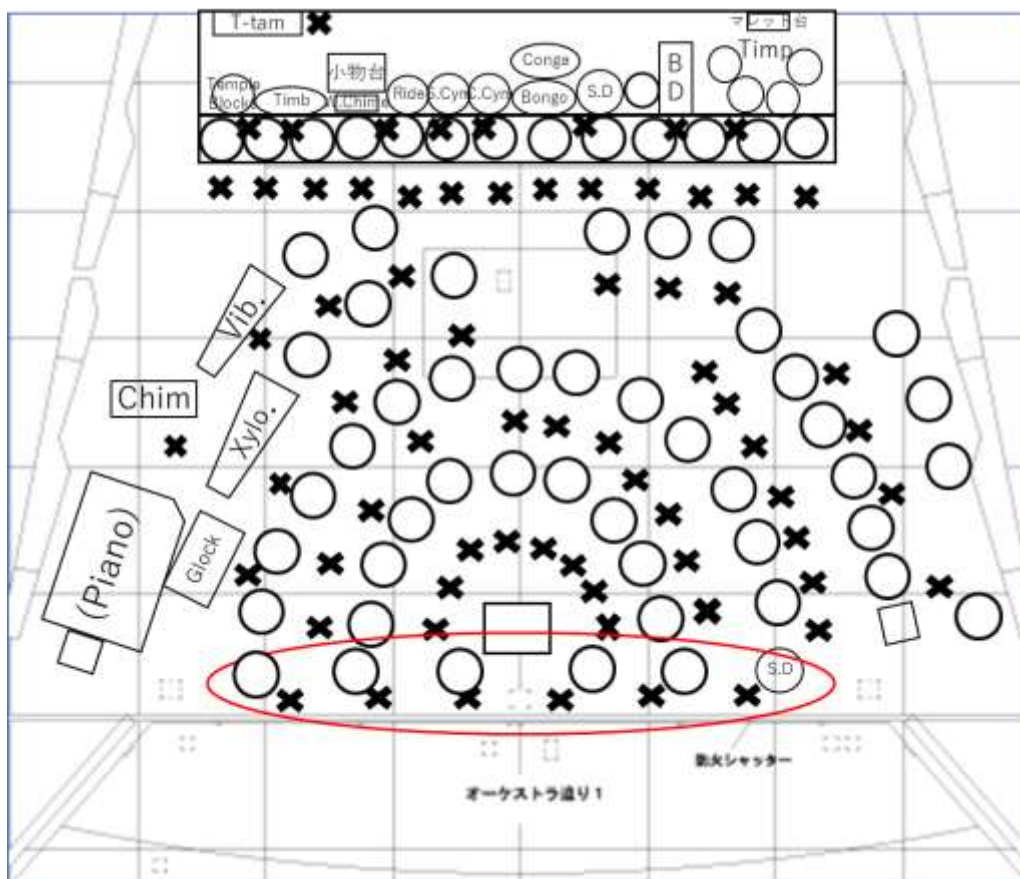 T-tam
マレット台
Timp
Conga
小物台
B
D
Temple
Blocks
Timb
W.Chime
Ride
S.Cym
C.Cym
Bongo
S.D
Vib.
Chim
Xylo.
(Piano)
Glock
S.D
防火シャッター
オーケストラ迫り1